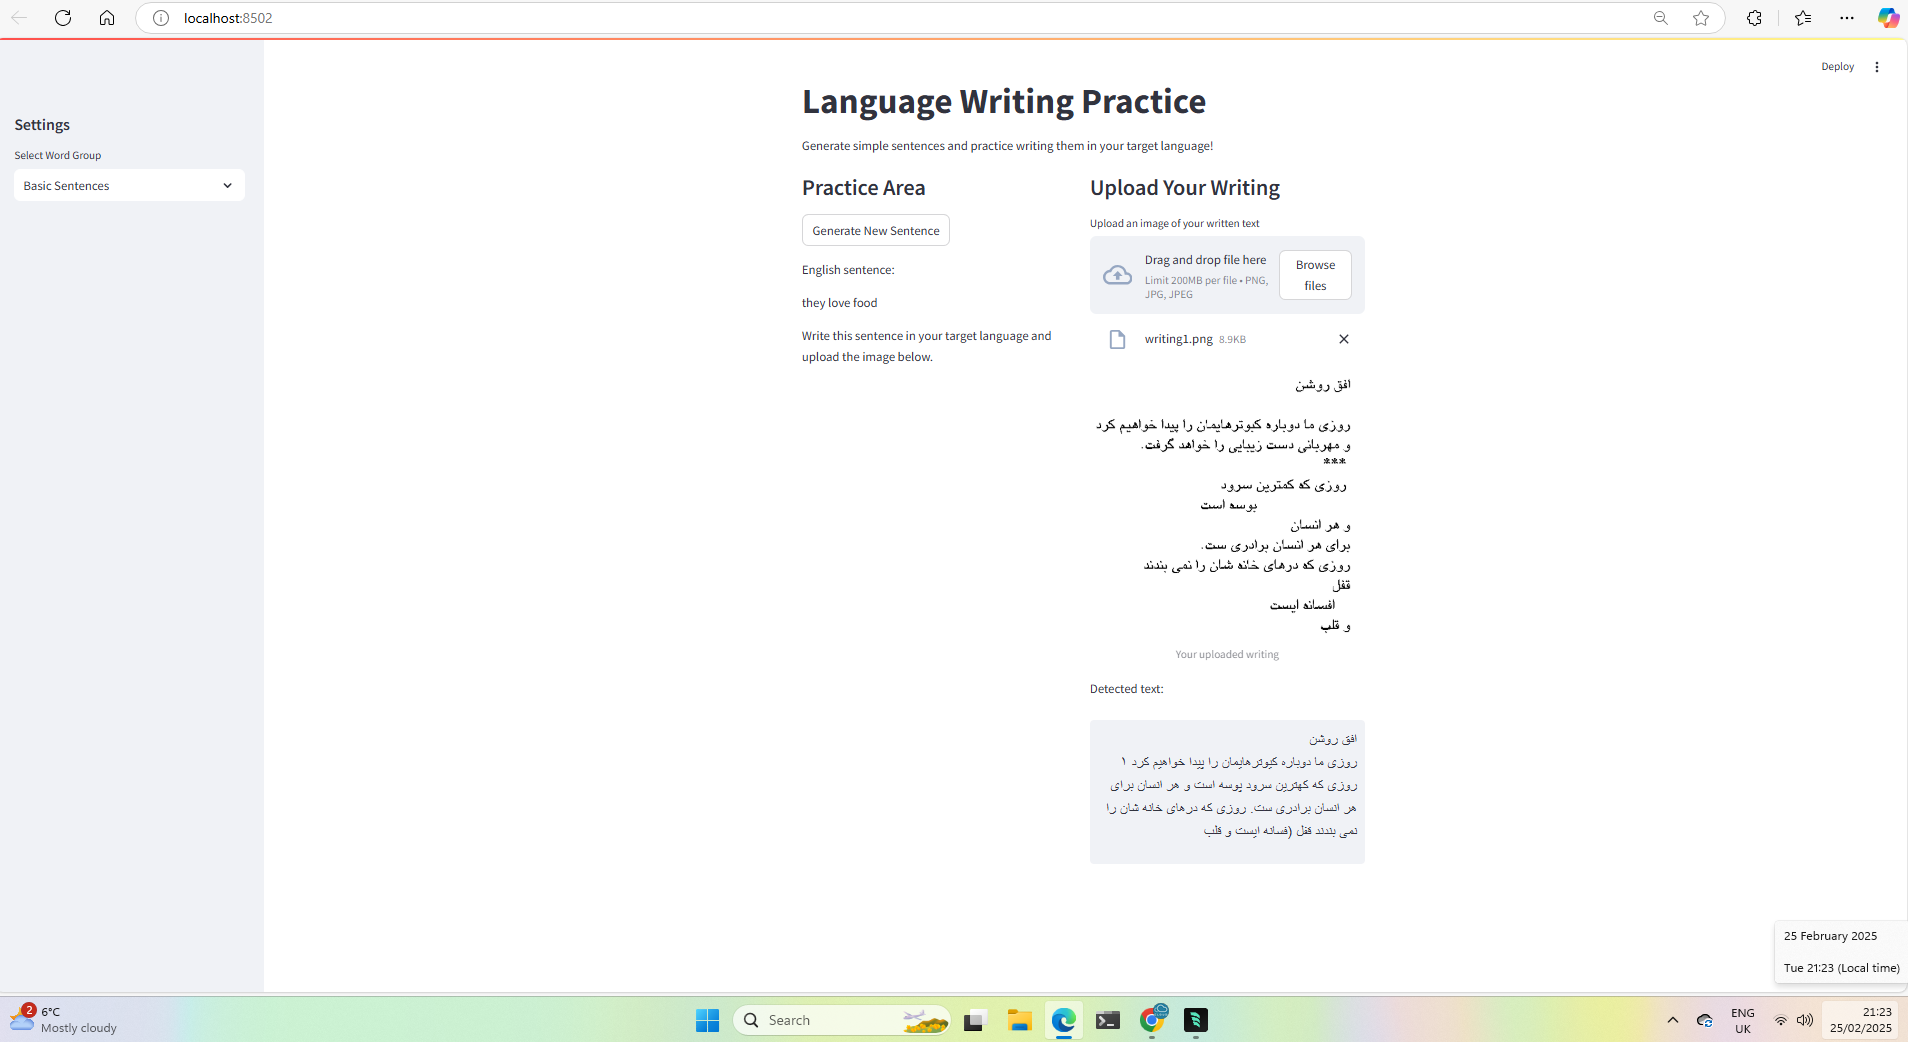 localhost:8502
Deploy
Settings
Select Word Group
Basic Sentences
Language Writing Practice
Generate simple sentences and practice writing them in your target language!
Practice Area
Generate New Sentence
English sentence:
they love food
Write this sentence in your target language and
upload the image below.
Upload Your Writing
Upload an image of your written text
Drag and drop file here
Limit 200MB per file • PNG,
JPG, JPEG
Browse
files
writing1.png 8.9KB
افق روشن
روزی ما دوباره کبوترهایمان را پیدا خواهیم کرد
و مهربانی دست زیبایی را خواهد گرفت.
***
روزی که کمترین سرود
بوسه است
و هر انسان
برای هر انسان برادری ست.
روزی که درهای خانه شان را نمی بندند
قفل
افسانه ایست
و قلب
Your uploaded writing
Detected text:
افق روشن
روزی ما دوباره کیوترهایمان را پیدا خواهیم کرد ۱
روزی که کهترین سرود پوسه است و هر انسان برای
هر انسان برادری ست. روزی که درهای خانه شان را
نمی بندند قفل (فسانه ایست و قلب
25 February 2025
Tue 21:23 (Local time)
2
6°C
Mostly cloudy
Search
ENG
UK
21:23
25/02/2025